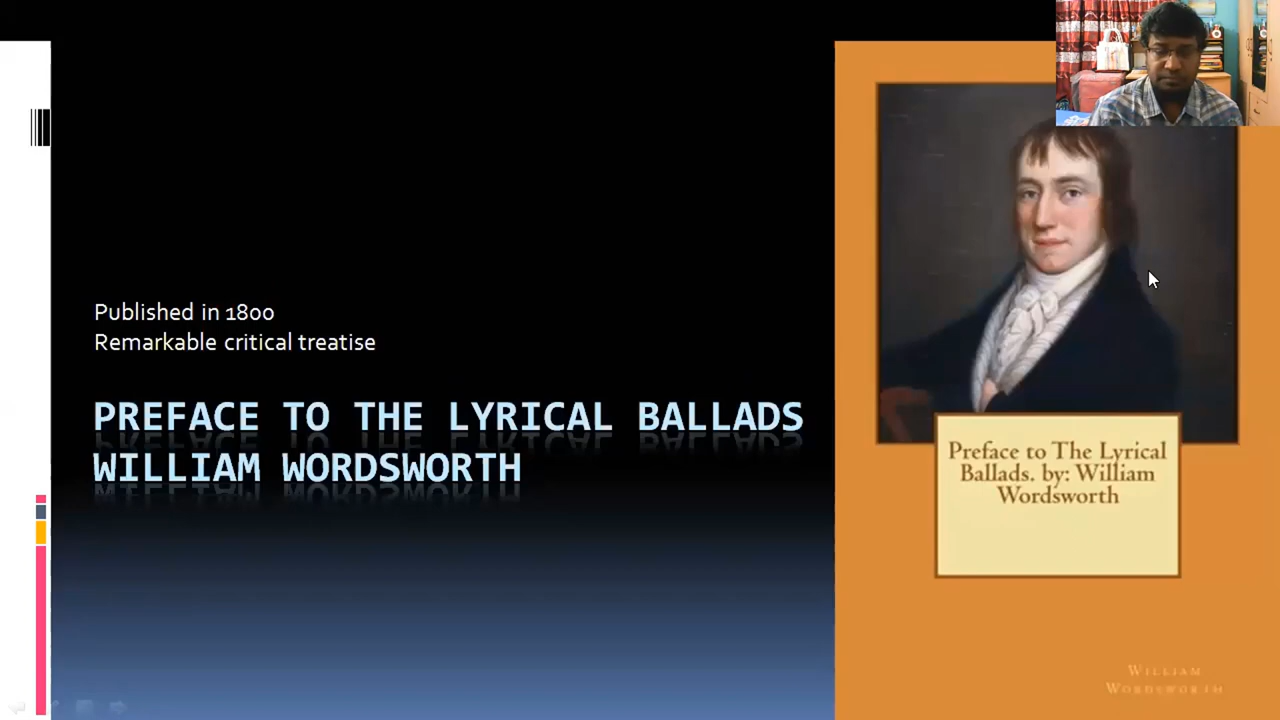 Published in 1800
Remarkable critical treatise
PREFACE TO THE LYRICAL BALLADS
WILLIAM WORDSWORTH
Preface to The Lyrical
Ballads. by: William
Wordsworth
WILLIAM
WORDSWORTH